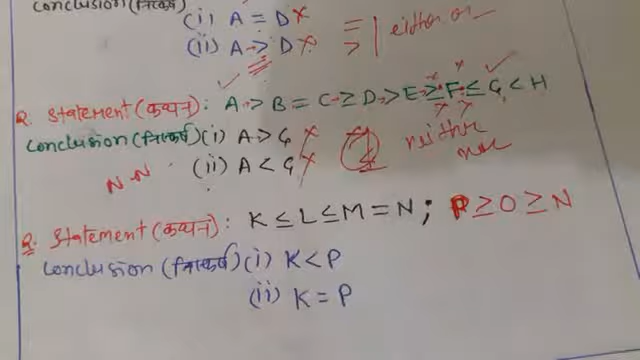 conclusion (निष्कर्ष)
(i) A = D ×
(ii) A > D ×
= > either or
Q. Statement (कथन): A > B = C ≥ D > E ≥ F ≤ G < H
Conclusion (निष्कर्ष) (i) A > G ×
(ii) A < G ×
neither nor
N N
Q. Statement (कथन): K ≤ L ≤ M = N; P ≥ O ≥ N
Conclusion (निष्कर्ष) (i) K < P
(ii) K = P